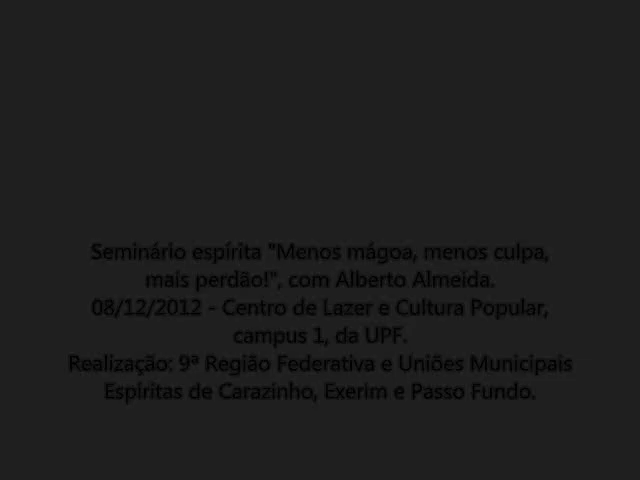 Seminário espírita "Menos mágoa, menos culpa,
mais perdão!", com Alberto Almeida.
08/12/2012 - Centro de Lazer e Cultura Popular,
campus 1, da UPF.
Realização: 9ª Região Federativa e Uniões Municipais
Espíritas de Carazinho, Exerim e Passo Fundo.